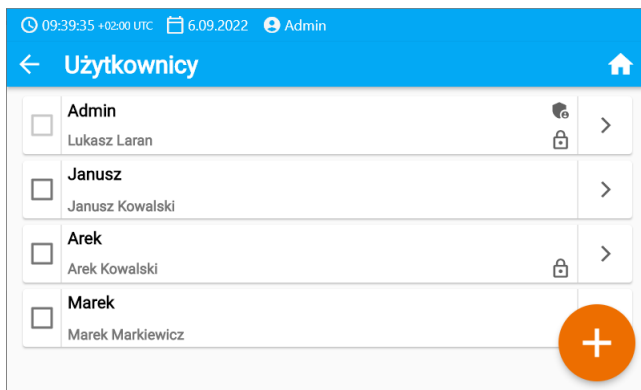 09:39:35 +02:00 UTC 6.09.2022 Admin
Użytkownicy
Admin
Lukasz Laran
Janusz
Janusz Kowalski
Arek
Arek Kowalski
Marek
Marek Markiewicz